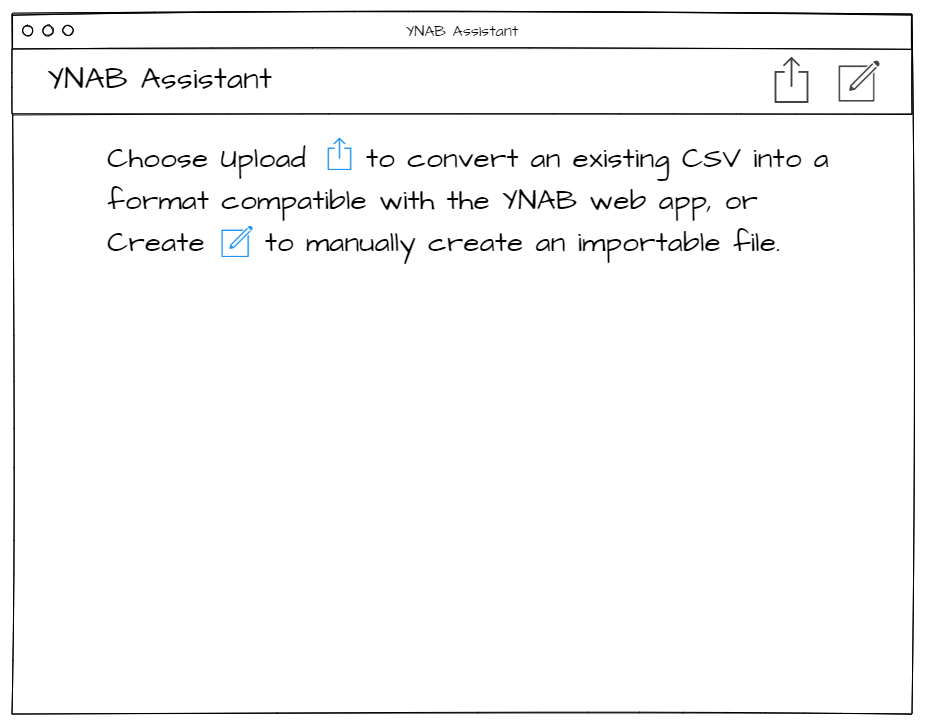 YNAB Assistant
YNAB Assistant
Choose Upload to convert an existing CSV into a
format compatible with the YNAB web app, or
Create to manually create an importable file.